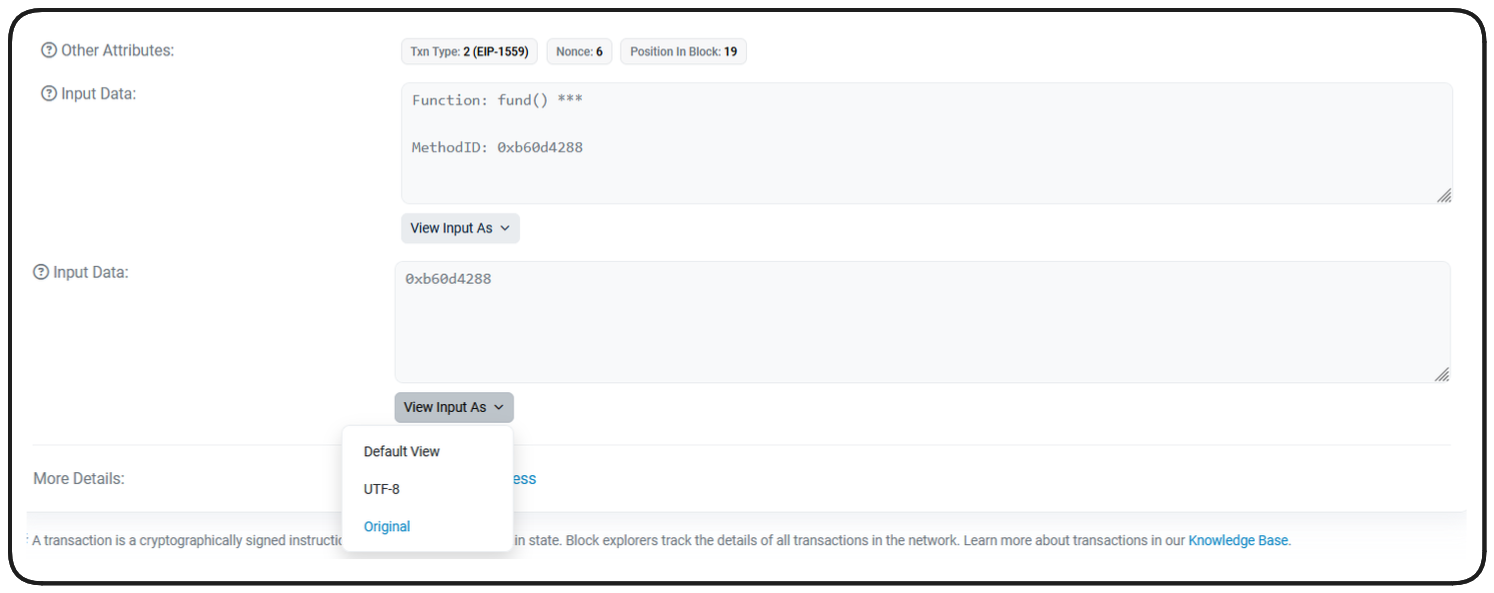 Other Attributes:
Txn Type: 2 (EIP-1559) Nonce: 6 Position In Block: 19
Input Data:
Function: fund() ***
MethodID: 0xb60d4288
View Input As
Input Data:
0xb60d4288
View Input As
Default View
UTF-8
Original
More Details:
ess
A transaction is a cryptographically signed instructio
in state. Block explorers track the details of all transactions in the network. Learn more about transactions in our Knowledge Base.